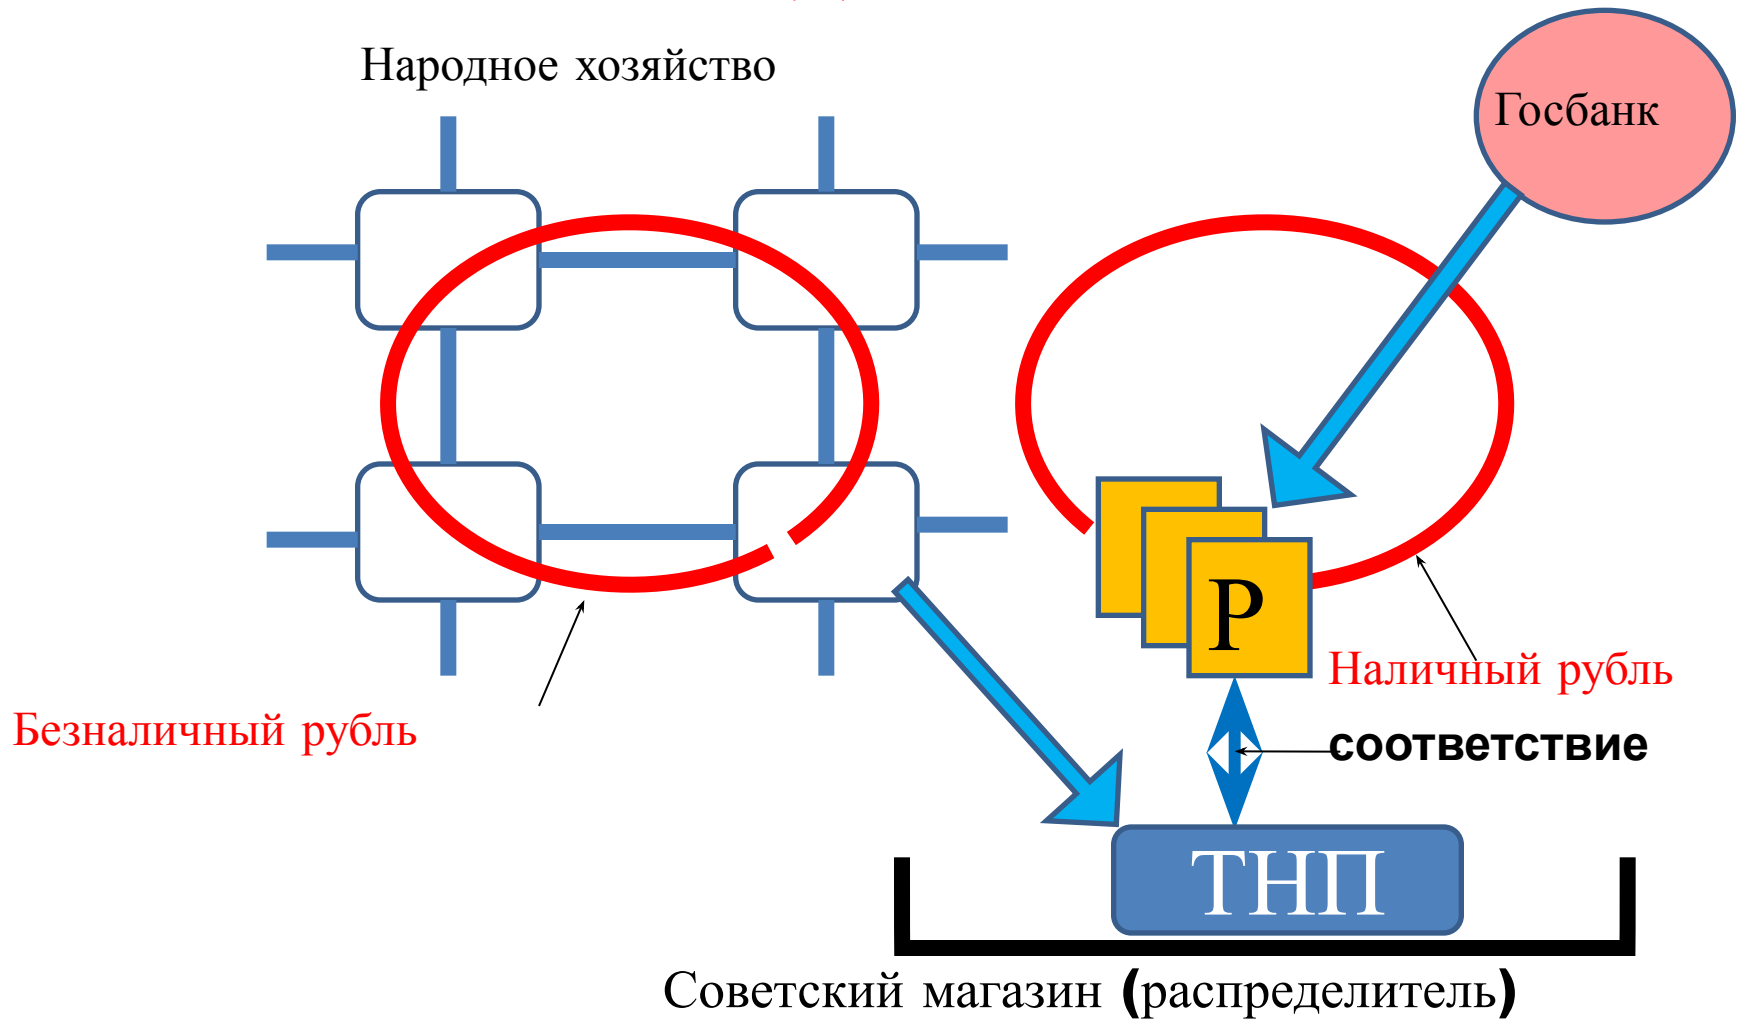 Народное хозяйство
Госбанк
Р
Наличный рубль
Безналичный рубль
соответствие
ТНП
Советский магазин (распределитель)